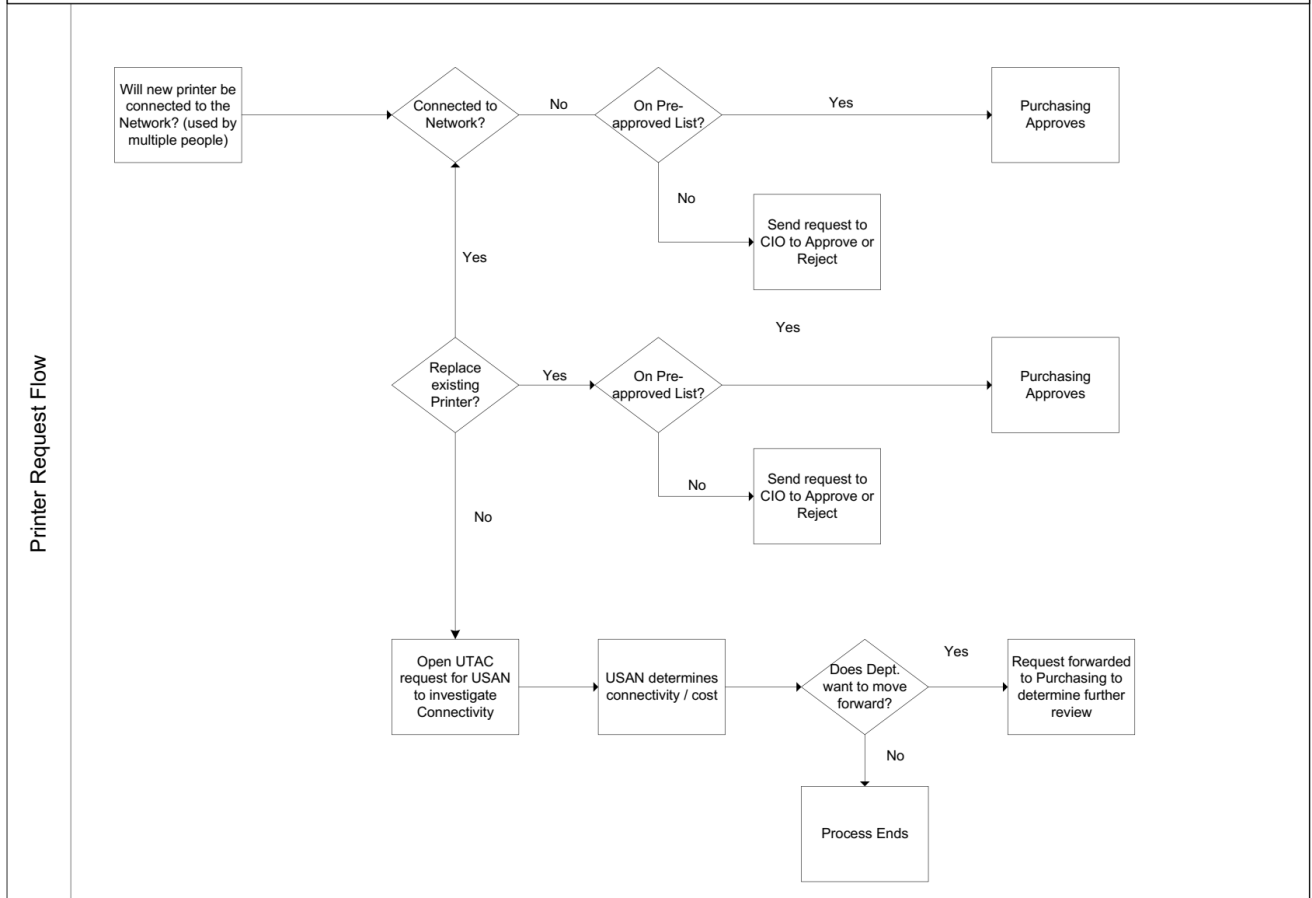 Printer Request Flow
Will new printer be
connected to the
Network? (used by
multiple people)
Connected to
Network?
No
On Pre-
approved List?
Yes
Purchasing
Approves
No
Send request to
CIO to Approve or
Reject
Yes
Yes
Replace
existing
Printer?
Yes
On Pre-
approved List?
Purchasing
Approves
No
Send request to
CIO to Approve or
Reject
No
Open UTAC
request for USAN
to investigate
Connectivity
USAN determines
connectivity / cost
Does Dept.
want to move
forward?
Yes
Request forwarded
to Purchasing to
determine further
review
No
Process Ends